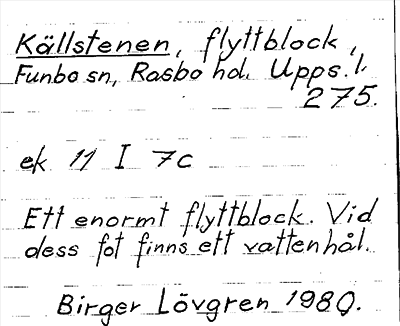 Källstenen, flyttblock,
Funbo sn, Rasbo hd. Upps.l.
275.
ek 11 I 7c
Ett enormt flyttblock. Vid
dess fot finns ett vattenhål.
Birger Lövgren 1980.